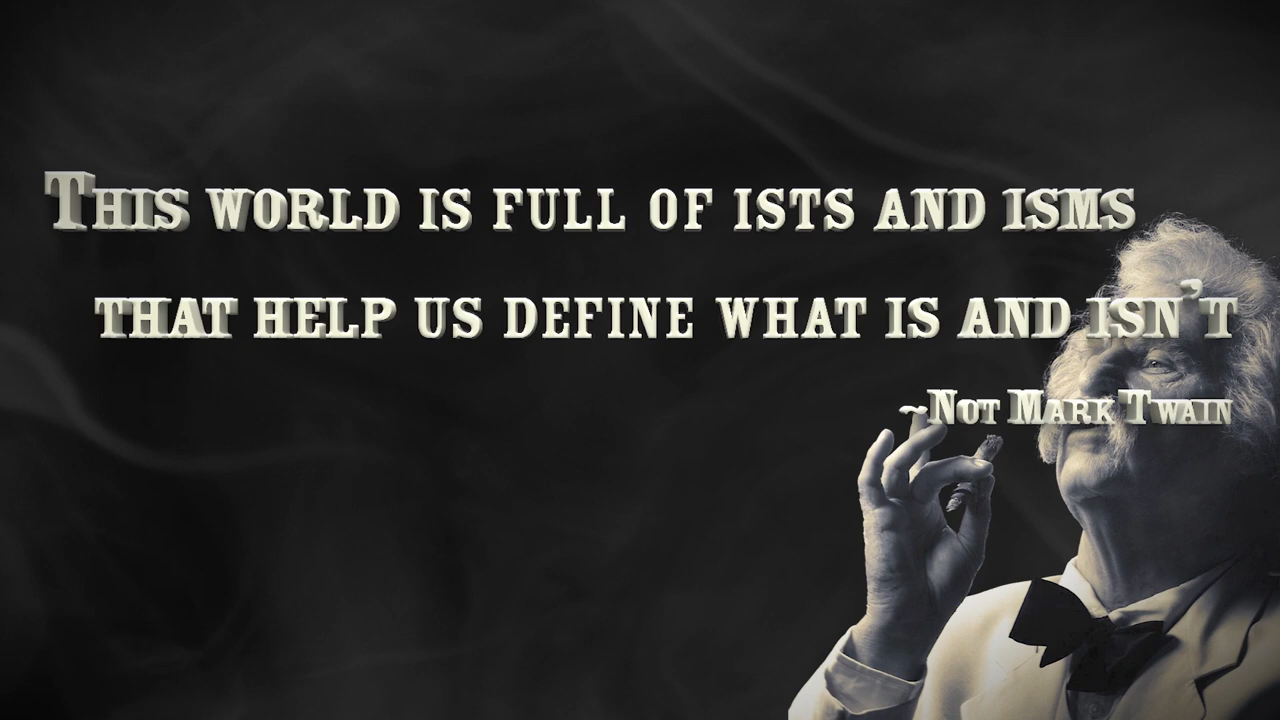 This world is full of ists and isms
that help us define what is and isn't
~Not Mark Twain